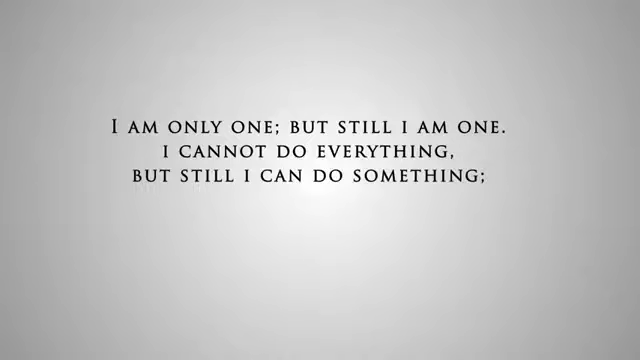 I AM ONLY ONE; BUT STILL I AM ONE.
I CANNOT DO EVERYTHING,
BUT STILL I CAN DO SOMETHING;